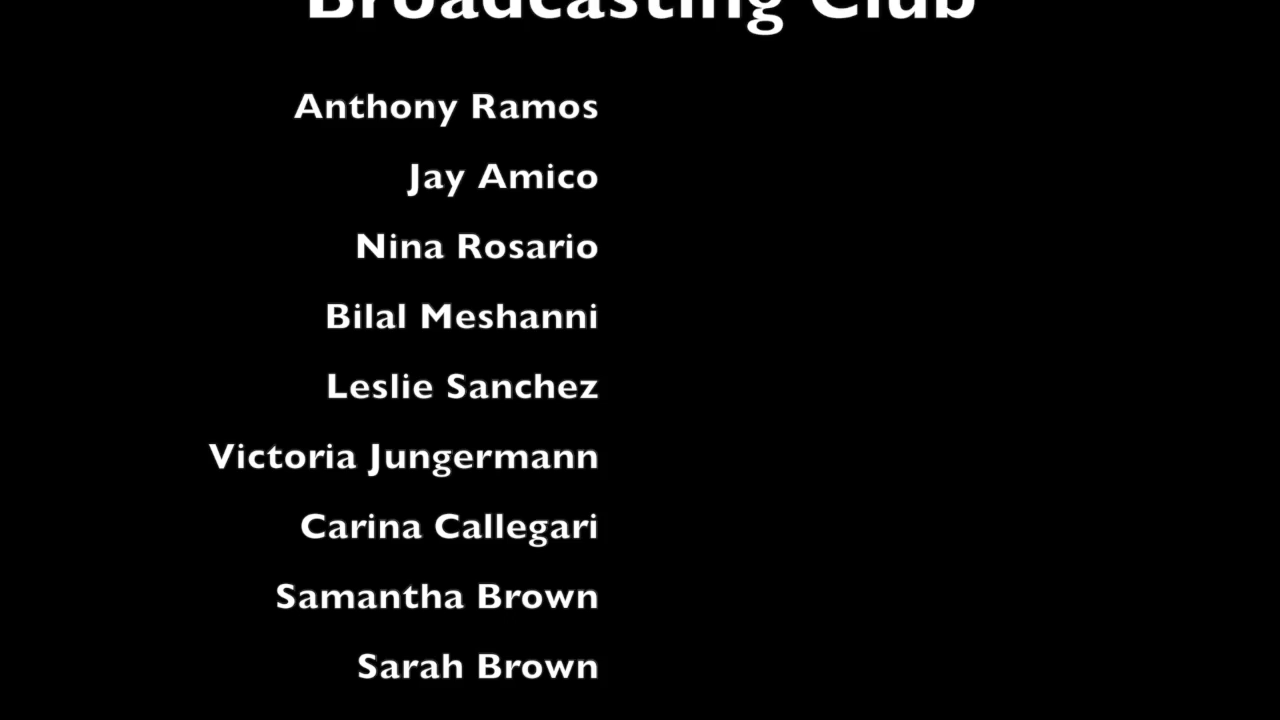 Broadcasting Club
Anthony Ramos
Jay Amico
Nina Rosario
Bilal Meshanni
Leslie Sanchez
Victoria Jungermann
Carina Callegari
Samantha Brown
Sarah Brown